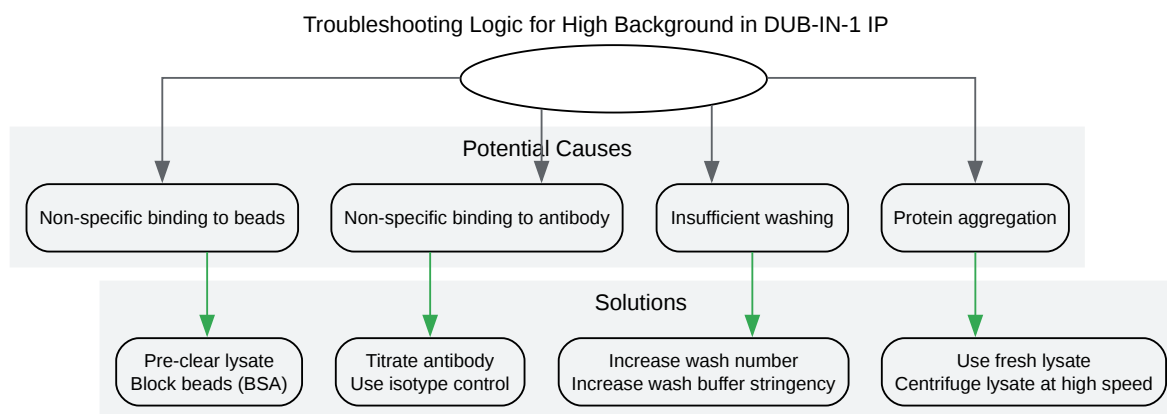 Troubleshooting Logic for High Background in DUB-IN-1 IP
Potential Causes
Non-specific binding to beads
Non-specific binding to antibody
Insufficient washing
Protein aggregation
Solutions
Pre-clear lysate
Block beads (BSA)
Titrate antibody
Use isotype control
Increase wash number
Increase wash buffer stringency
Use fresh lysate
Centrifuge lysate at high speed